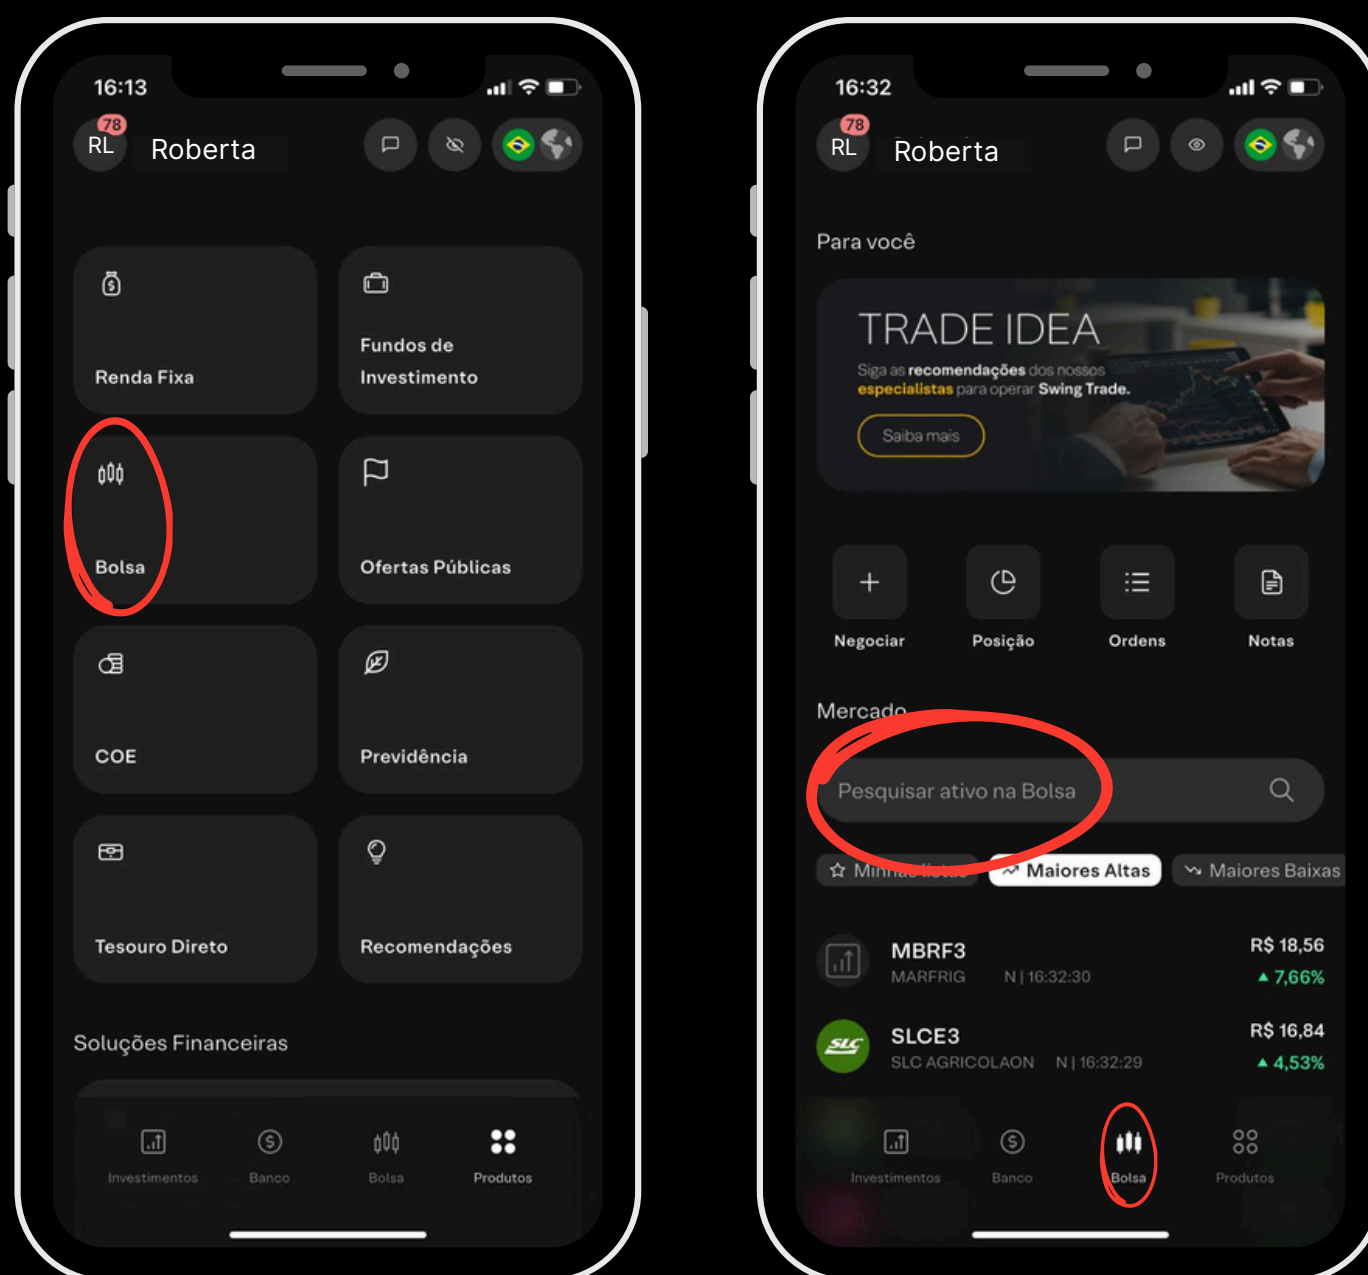 16:13
78
RL
Roberta
Renda Fixa
Fundos de
Investimento
Bolsa
Ofertas Públicas
COE
Previdência
Tesouro Direto
Recomendações
Soluções Financeiras
Investimentos
Banco
Bolsa
Produtos
16:32
78
RL
Roberta
Para você
TRADE IDEA
Siga as recomendações dos nossos
especialistas para operar Swing Trade.
Saiba mais
Negociar
Posição
Ordens
Notas
Mercado
Pesquisar ativo na Bolsa
Minhas listas
Maiores Altas
Maiores Baixas
MBRF3
R$ 18,56
MARFRIG N | 16:32:30
▲ 7,66%
SLC
SLCE3
R$ 16,84
SLC AGRICOLAON N | 16:32:29
▲ 4,53%
Investimentos
Banco
Bolsa
Produtos